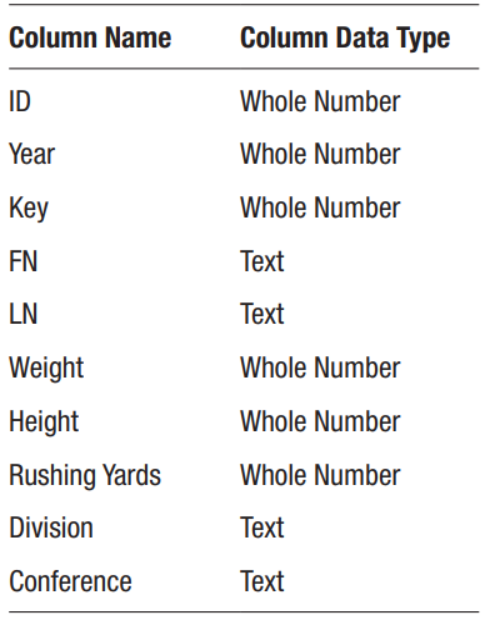 Column Name Column Data Type
ID Whole Number
Year Whole Number
Key Whole Number
FN Text
LN Text
Weight Whole Number
Height Whole Number
Rushing Yards Whole Number
Division Text
Conference Text